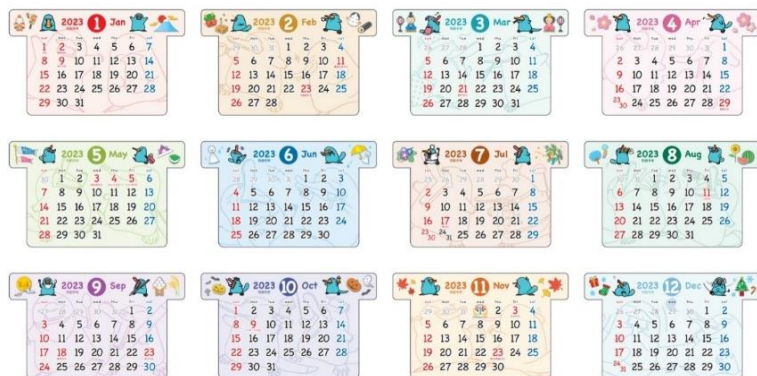 2023 1 Jan
1 2 3 4 5 6 7
8 9 10 11 12 13 14
15 16 17 18 19 20 21
22 23 24 25 26 27 28
29 30 31
2023 2 Feb
1 2 3 4
5 6 7 8 9 10 11
12 13 14 15 16 17 18
19 20 21 22 23 24 25
26 27 28
2023 3 Mar
1 2 3 4
5 6 7 8 9 10 11
12 13 14 15 16 17 18
19 20 21 22 23 24 25
26 27 28 29 30 31
2023 4 Apr
1
2 3 4 5 6 7 8
9 10 11 12 13 14 15
16 17 18 19 20 21 22
23/30 24 25 26 27 28 29
2023 5 May
1 2 3 4 5 6
7 8 9 10 11 12 13
14 15 16 17 18 19 20
21 22 23 24 25 26 27
28 29 30 31
2023 6 Jun
1 2 3
4 5 6 7 8 9 10
11 12 13 14 15 16 17
18 19 20 21 22 23 24
25 26 27 28 29 30
2023 7 Jul
1
2 3 4 5 6 7 8
9 10 11 12 13 14 15
16 17 18 19 20 21 22
23/30 24/31 25 26 27 28 29
2023 8 Aug
1 2 3 4 5
6 7 8 9 10 11 12
13 14 15 16 17 18 19
20 21 22 23 24 25 26
27 28 29 30 31
2023 9 Sep
1 2
3 4 5 6 7 8 9
10 11 12 13 14 15 16
17 18 19 20 21 22 23
24 25 26 27 28 29 30
2023 10 Oct
1 2 3 4 5 6 7
8 9 10 11 12 13 14
15 16 17 18 19 20 21
22 23 24 25 26 27 28
29 30 31
2023 11 Nov
1 2 3 4
5 6 7 8 9 10 11
12 13 14 15 16 17 18
19 20 21 22 23 24 25
26 27 28 29 30
2023 12 Dec
1 2
3 4 5 6 7 8 9
10 11 12 13 14 15 16
17 18 19 20 21 22 23
24/31 25 26 27 28 29 30